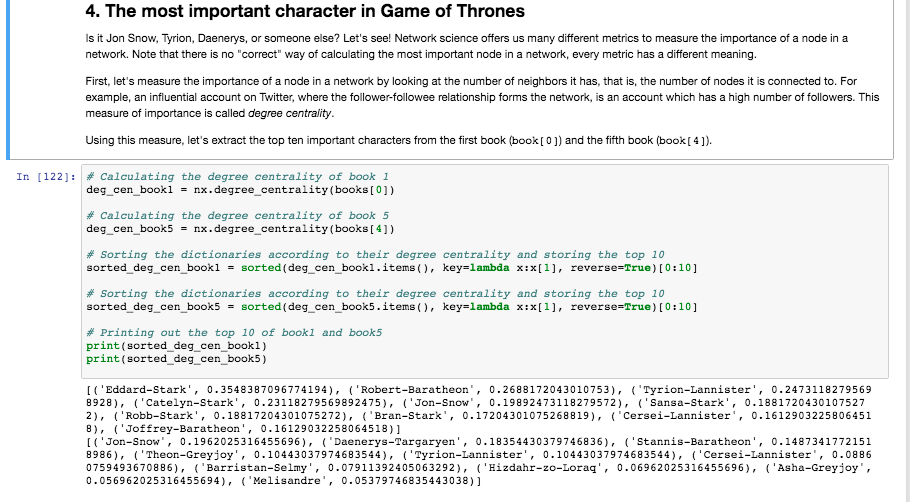 4. The most important character in Game of Thrones
Is it Jon Snow, Tyrion, Daenerys, or someone else? Let's see! Network science offers us many different metrics to measure the importance of a node in a
network. Note that there is no "correct" way of calculating the most important node in a network, every metric has a different meaning.
First, let's measure the importance of a node in a network by looking at the number of neighbors it has, that is, the number of nodes it is connected to. For
example, an influential account on Twitter, where the follower-followee relationship forms the network, is an account which has a high number of followers. This
measure of importance is called degree centrality.
Using this measure, let's extract the top ten important characters from the first book (book[0]) and the fifth book (book[4]).
In [122]: # Calculating the degree centrality of book 1
deg_cen_book1 = nx.degree_centrality(books[0])
# Calculating the degree centrality of book 5
deg_cen_book5 = nx.degree_centrality(books[4])
# Sorting the dictionaries according to their degree centrality and storing the top 10
sorted_deg_cen_book1 = sorted(deg_cen_book1.items(), key=lambda x:x[1], reverse=True)[0:10]
# Sorting the dictionaries according to their degree centrality and storing the top 10
sorted_deg_cen_book5 = sorted(deg_cen_book5.items(), key=lambda x:x[1], reverse=True)[0:10]
# Printing out the top 10 of book1 and book5
print(sorted_deg_cen_book1)
print(sorted_deg_cen_book5)
[('Eddard-Stark', 0.3548387096774194), ('Robert-Baratheon', 0.2688172043010753), ('Tyrion-Lannister', 0.2473118279569
8928), ('Catelyn-Stark', 0.23118279569892475), ('Jon-Snow', 0.19892473118279572), ('Sansa-Stark', 0.1881720430107527
2), ('Robb-Stark', 0.18817204301075272), ('Bran-Stark', 0.17204301075268819), ('Cersei-Lannister', 0.1612903225806451
8), ('Joffrey-Baratheon', 0.16129032258064518)]
[('Jon-Snow', 0.1962025316455696), ('Daenerys-Targaryen', 0.18354430379746836), ('Stannis-Baratheon', 0.1487341772151
8986), ('Theon-Greyjoy', 0.10443037974683544), ('Tyrion-Lannister', 0.10443037974683544), ('Cersei-Lannister', 0.0886
0759493670886), ('Barristan-Selmy', 0.07911392405063292), ('Hizdahr-zo-Loraq', 0.06962025316455696), ('Asha-Greyjoy',
0.056962025316455694), ('Melisandre', 0.05379746835443038)]